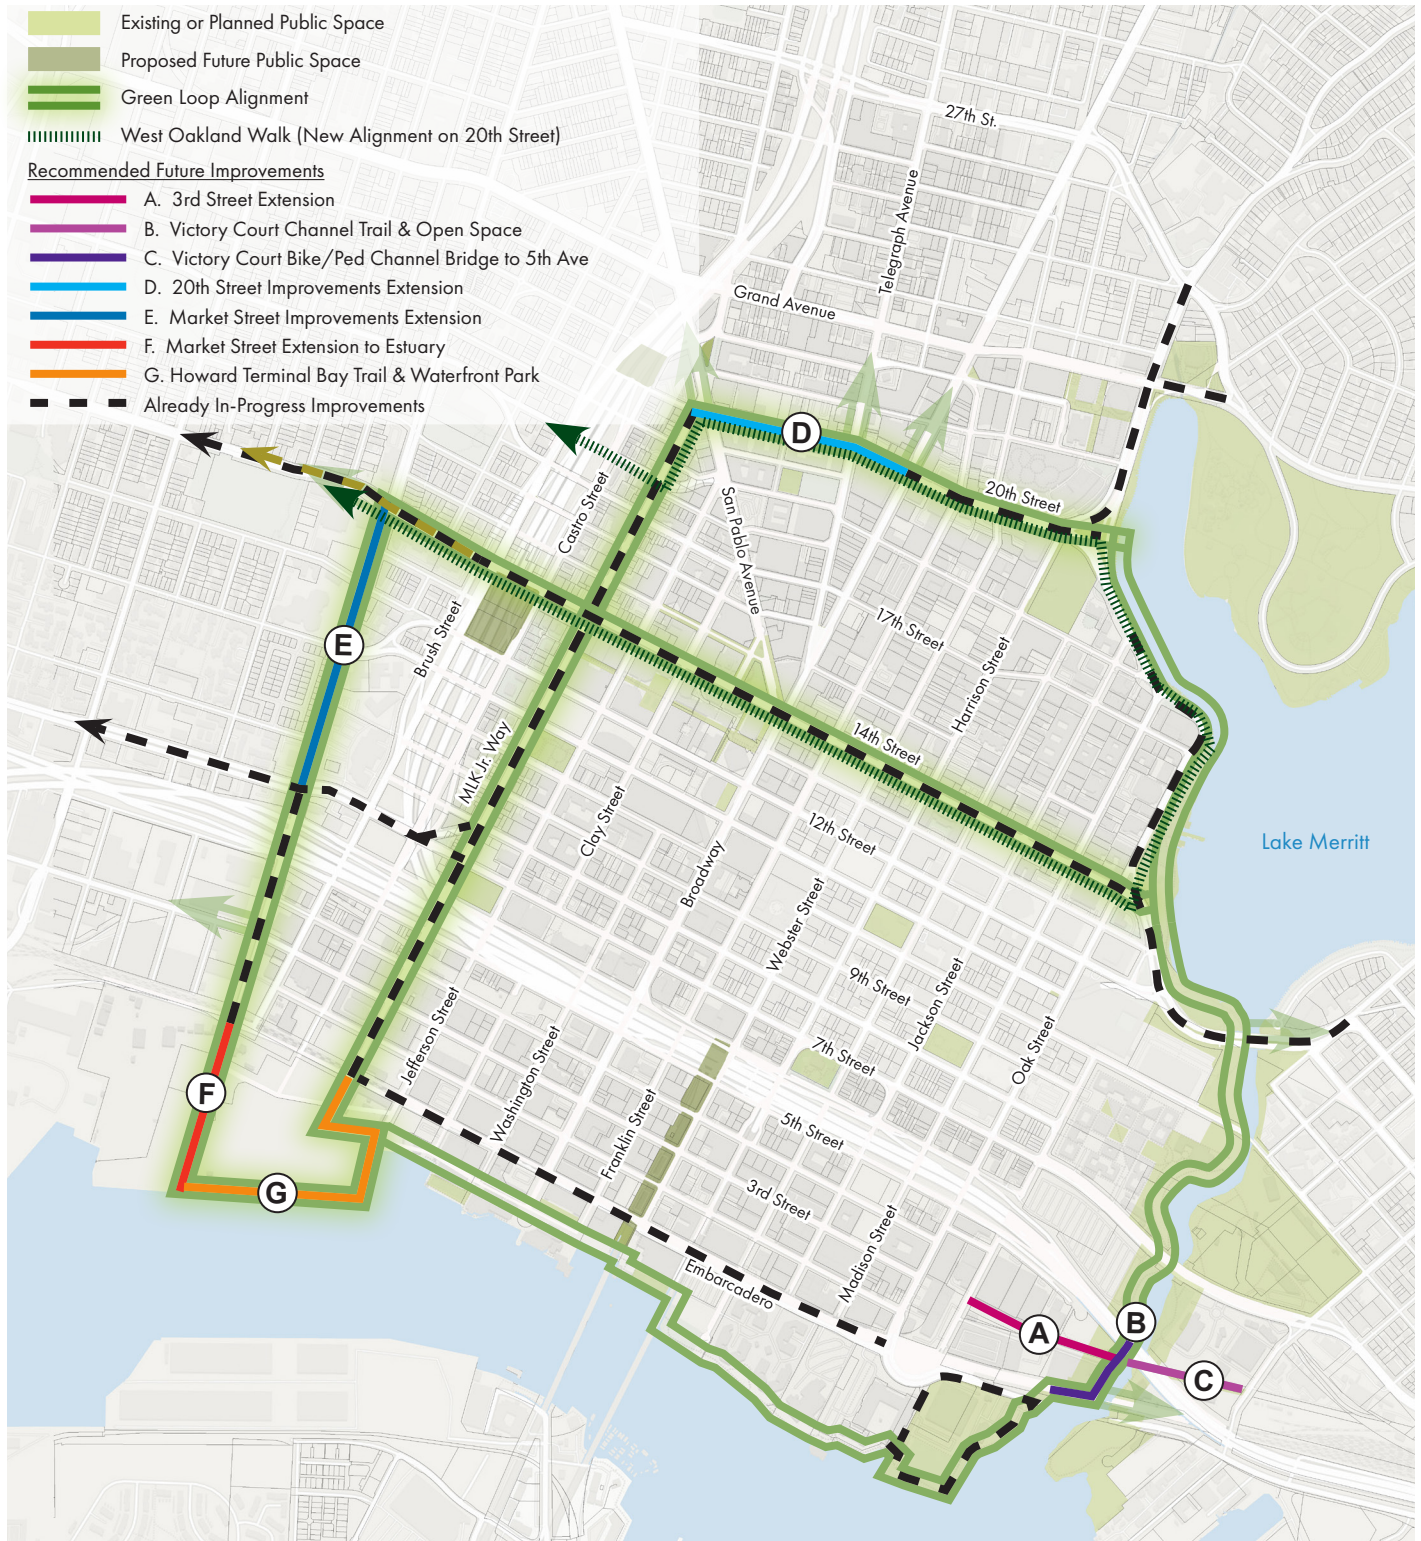 Existing or Planned Public Space
Proposed Future Public Space
Green Loop Alignment
West Oakland Walk (New Alignment on 20th Street)
Recommended Future Improvements
A. 3rd Street Extension
B. Victory Court Channel Trail & Open Space
C. Victory Court Bike/Ped Channel Bridge to 5th Ave
D. 20th Street Improvements Extension
E. Market Street Improvements Extension
F. Market Street Extension to Estuary
G. Howard Terminal Bay Trail & Waterfront Park
Already In-Progress Improvements
27th St.
Telegraph Avenue
Grand Avenue
D
20th Street
Castro Street
San Pablo Avenue
17th Street
Harrison Street
Brush Street
E
14th Street
MLK Jr. Way
Clay Street
12th Street
Lake Merritt
Broadway
Webster Street
9th Street
Jackson Street
Jefferson Street
Washington Street
7th Street
Oak Street
F
Franklin Street
5th Street
G
3rd Street
Madison Street
Embarcadero
A
B
C